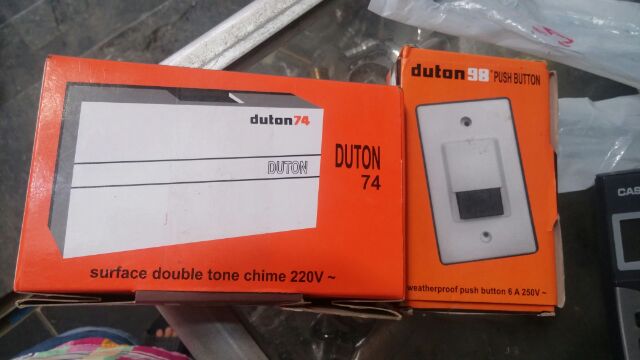 duton74
DUTON
DUTON
74
surface double tone chime 220V ~
duton98 PUSH BUTTON
weatherproof push button 6 A 250V ~
CAS